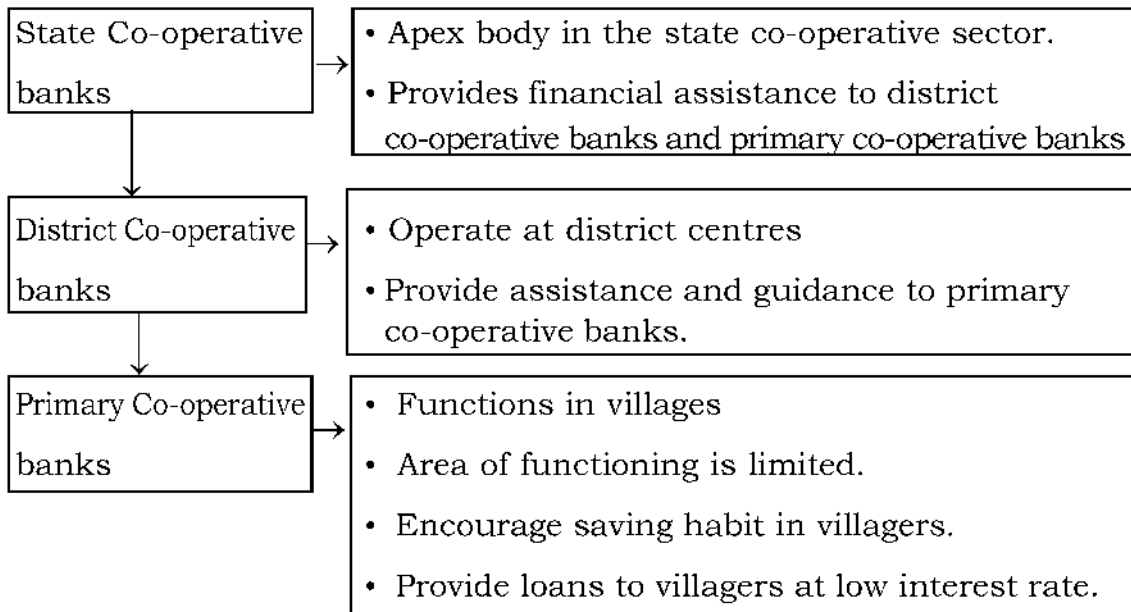 State Co-operative
banks
• Apex body in the state co-operative sector.
• Provides financial assistance to district
co-operative banks and primary co-operative banks
District Co-operative
banks
• Operate at district centres
• Provide assistance and guidance to primary
co-operative banks.
Primary Co-operative
banks
• Functions in villages
• Area of functioning is limited.
• Encourage saving habit in villagers.
• Provide loans to villagers at low interest rate.